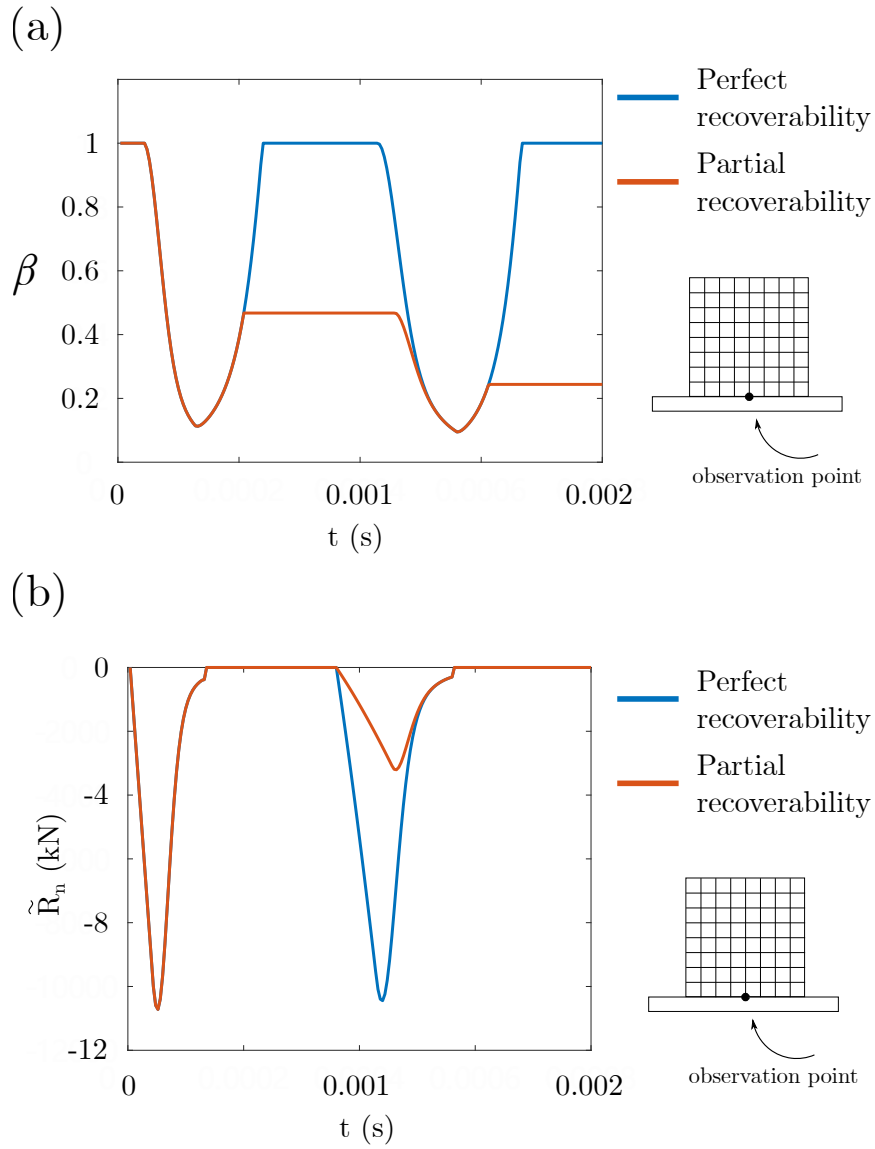 (a)
Perfect
recoverability
Partial
recoverability
1
0.8
0.6
0.4
0.2
β
0
0.001
0.002
t (s)
observation point
(b)
Perfect
recoverability
Partial
recoverability
0
-4
-8
-12
R̃ₙ (kN)
0
0.001
0.002
t (s)
observation point